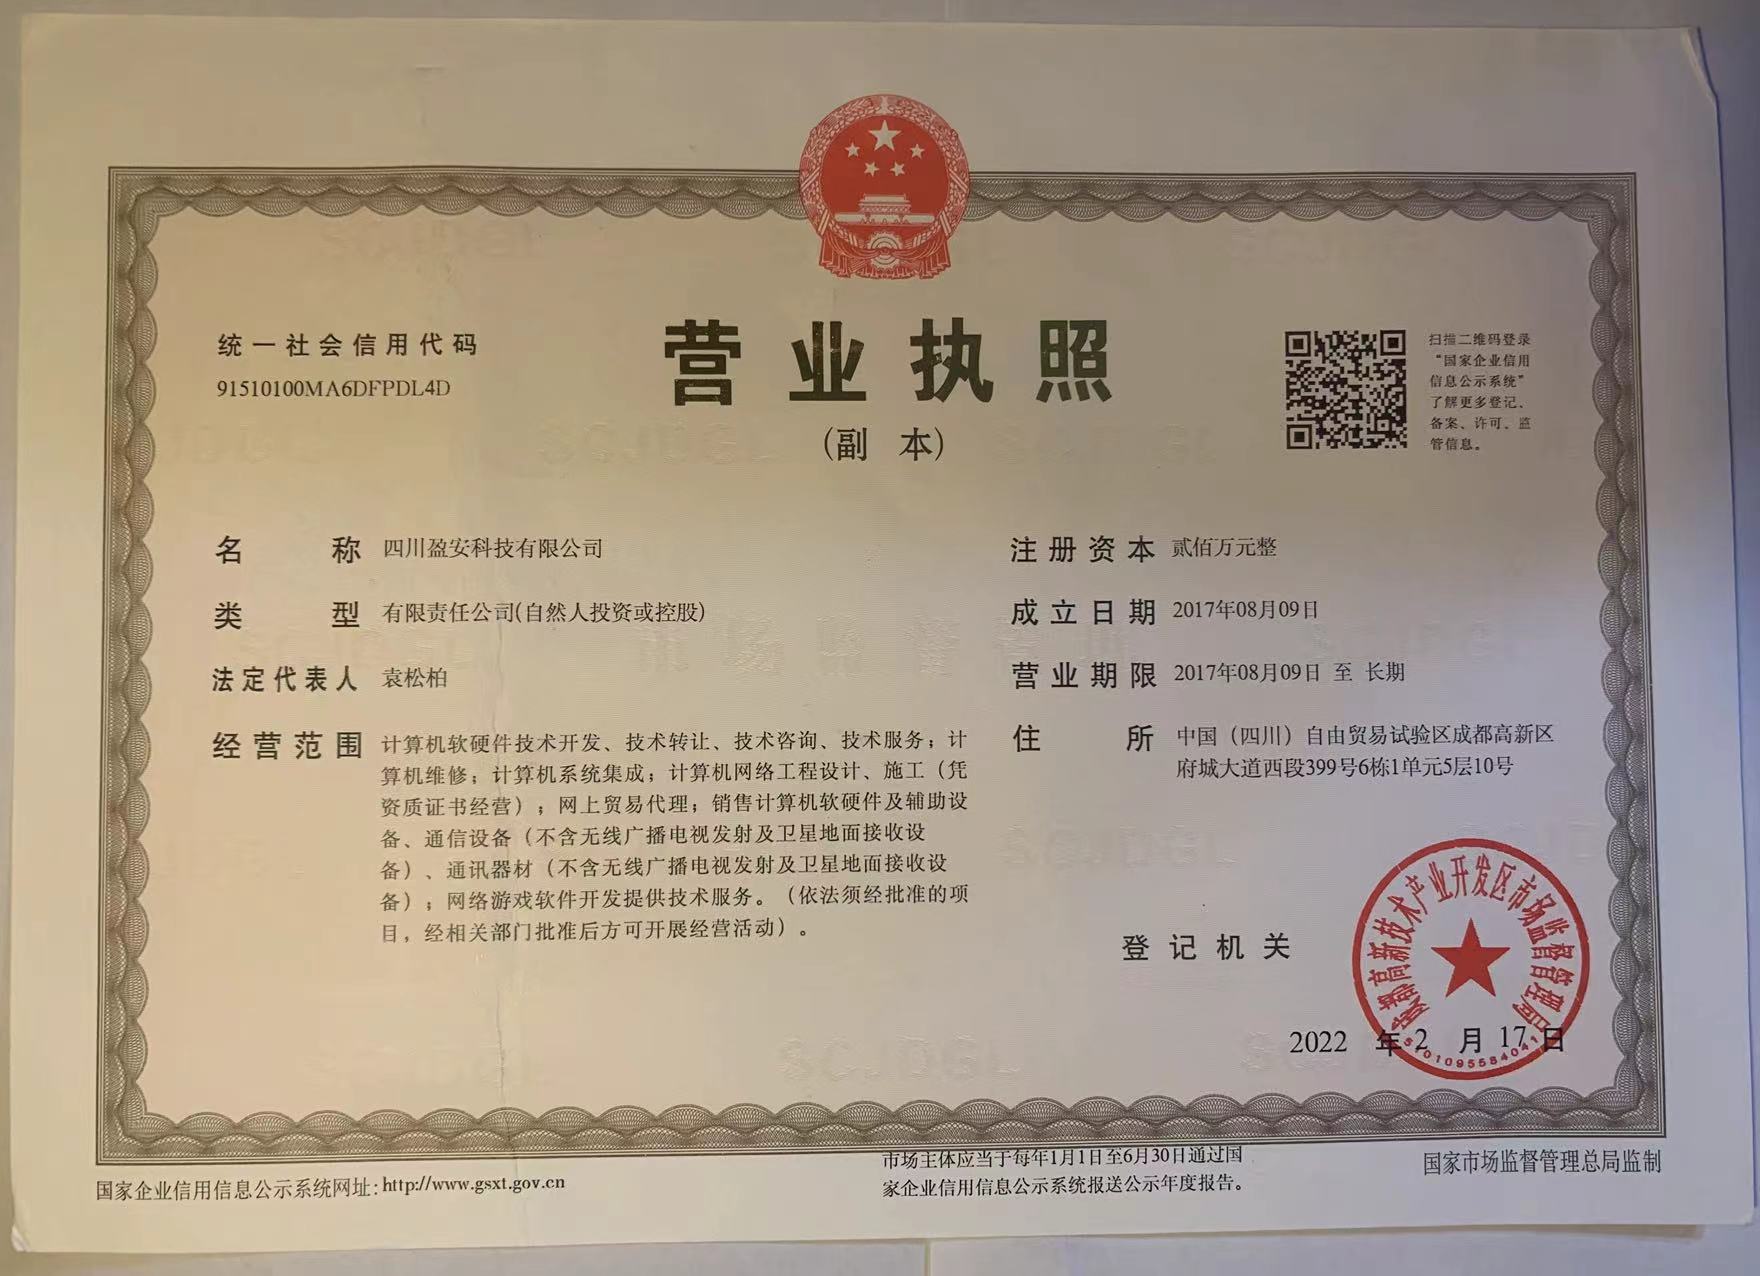 统一社会信用代码
91510100MA6DFPDL4D
营业执照
(副 本)
扫描二维码登录
“国家企业信用
信息公示系统”
了解更多登记、
备案、许可、监
管信息。
名 称 四川盈安科技有限公司
类 型 有限责任公司(自然人投资或控股)
法定代表人 袁松柏
经营范围 计算机软硬件技术开发、技术转让、技术咨询、技术服务；计
算机维修；计算机系统集成；计算机网络工程设计、施工（凭
资质证书经营）；网上贸易代理；销售计算机软硬件及辅助设
备、通信设备（不含无线广播电视发射及卫星地面接收设
备）、通讯器材（不含无线广播电视发射及卫星地面接收设
备）；网络游戏软件开发提供技术服务。（依法须经批准的项
目，经相关部门批准后方可开展经营活动）。
注册资本 贰佰万元整
成立日期 2017年08月09日
营业期限 2017年08月09日 至 长期
住 所 中国（四川）自由贸易试验区成都高新区
府城大道西段399号6栋1单元5层10号
登记机关
成都高新技术产业开发区市场监督管理局
5101095584041
2022 年 2 月 17 日
国家企业信用信息公示系统网址：http://www.gsxt.gov.cn
市场主体应当于每年1月1日至6月30日通过国
家企业信用信息公示系统报送公示年度报告。
国家市场监督管理总局监制